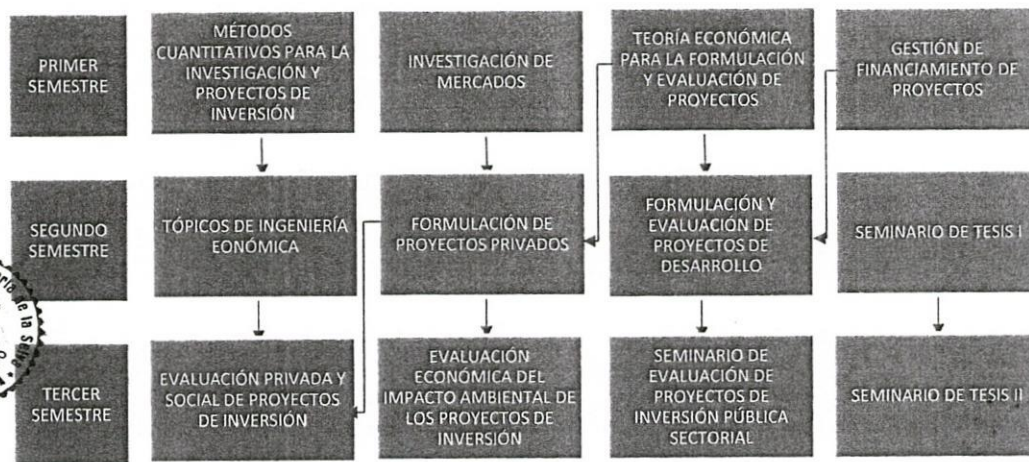 PRIMER
SEMESTRE
MÉTODOS
CUANTITATIVOS PARA LA
INVESTIGACIÓN Y
PROYECTOS DE
INVERSIÓN
INVESTIGACIÓN DE
MERCADOS
TEORÍA ECONÓMICA
PARA LA FORMULACIÓN
Y EVALUACIÓN DE
PROYECTOS
GESTIÓN DE
FINANCIAMIENTO DE
PROYECTOS
SEGUNDO
SEMESTRE
TÓPICOS DE INGENIERÍA
EONÓMICA
FORMULACIÓN DE
PROYECTOS PRIVADOS
FORMULACIÓN Y
EVALUACIÓN DE
PROYECTOS DE
DESARROLLO
SEMINARIO DE TESIS I
de la Selva
TERCER
SEMESTRE
EVALUACIÓN PRIVADA Y
SOCIAL DE PROYECTOS
DE INVERSIÓN
EVALUACIÓN
ECONÓMICA DEL
IMPACTO AMBIENTAL DE
LOS PROYECTOS DE
INVERSIÓN
SEMINARIO DE
EVALUACIÓN DE
PROYECTOS DE
INVERSIÓN PÚBLICA
SECTORIAL
SEMINARIO DE TESIS II